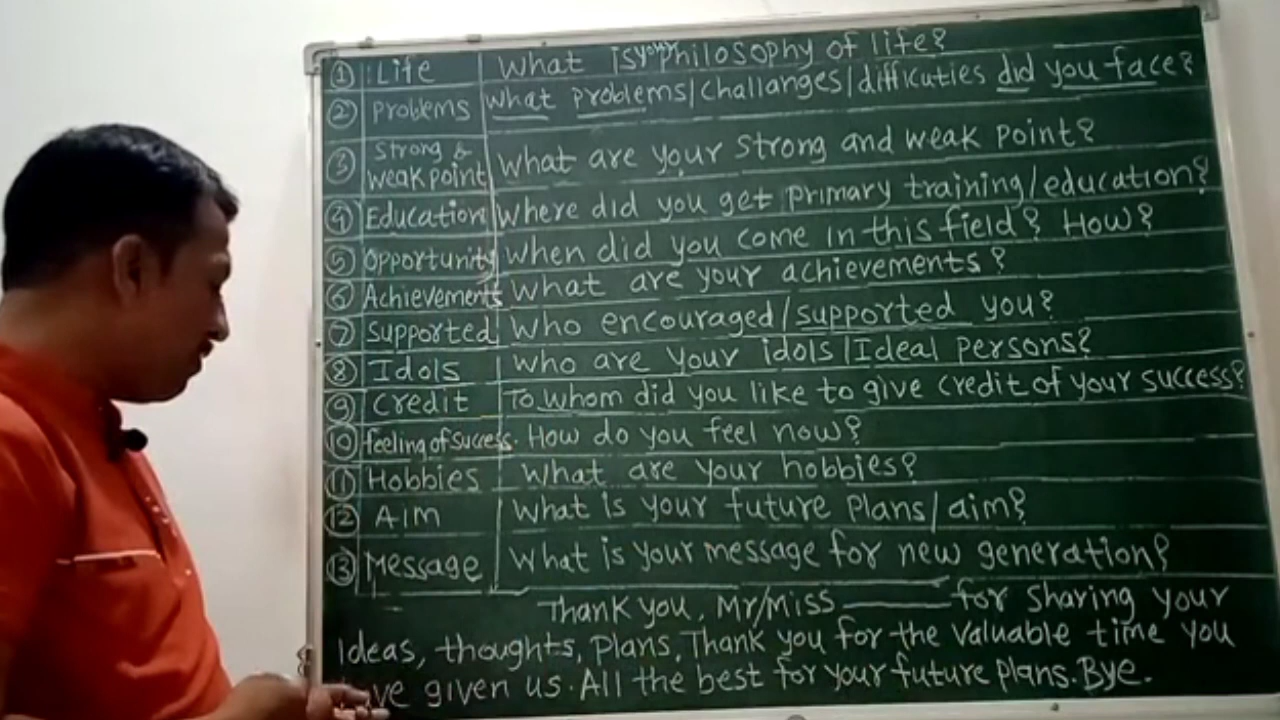 1 Life What is your philosophy of life?
2 Problems What problems/challanges/difficuties did you face?
3 Strong & weak point What are your strong and weak point?
4 Education Where did you get primary training/education?
5 Opportunity When did you come in this field? How?
6 Achievements What are your achievements?
7 Supported Who encouraged/supported you?
8 Idols Who are your idols/Ideal persons?
9 Credit To whom did you like to give credit of your success?
10 feeling of success. How do you feel now?
11 Hobbies What are your hobbies?
12 Aim What is your future plans/aim?
13 Message What is your message for new generation?
Thank you, Mr/Miss ______ for sharing your
Ideas, thoughts, plans. Thank you for the valuable time you
have given us. All the best for your future plans. Bye.